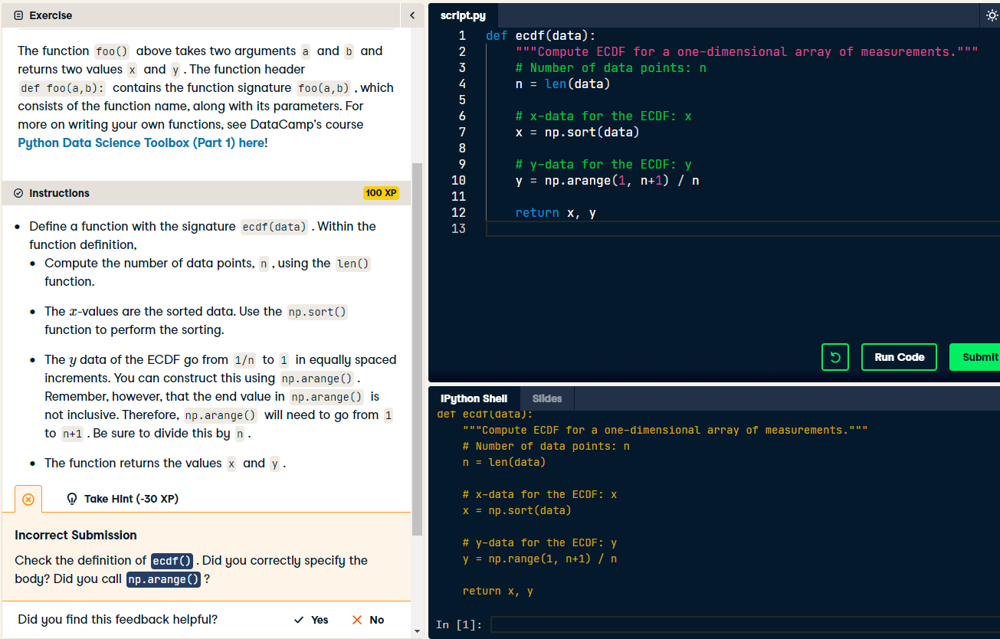 Exercise
The function foo() above takes two arguments a and b and
returns two values x and y . The function header
def foo(a,b): contains the function signature foo(a,b) , which
consists of the function name, along with its parameters. For
more on writing your own functions, see DataCamp's course
Python Data Science Toolbox (Part 1) here!
Instructions
100 XP
Define a function with the signature ecdf(data) . Within the
function definition,
Compute the number of data points, n , using the len()
function.
The x-values are the sorted data. Use the np.sort()
function to perform the sorting.
The y data of the ECDF go from 1/n to 1 in equally spaced
increments. You can construct this using np.arange() .
Remember, however, that the end value in np.arange() is
not inclusive. Therefore, np.arange() will need to go from 1
to n+1 . Be sure to divide this by n .
The function returns the values x and y .
Take Hint (-30 XP)
Incorrect Submission
Check the definition of ecdf() . Did you correctly specify the
body? Did you call np.arange() ?
Did you find this feedback helpful?
Yes
No
script.py
1 def ecdf(data):
2 """Compute ECDF for a one-dimensional array of measurements."""
3 # Number of data points: n
4 n = len(data)
5
6 # x-data for the ECDF: x
7 x = np.sort(data)
8
9 # y-data for the ECDF: y
10 y = np.arange(1, n+1) / n
11
12 return x, y
13
Run Code
Submit
IPython Shell
Slides
def ecdf(data):
"""Compute ECDF for a one-dimensional array of measurements."""
# Number of data points: n
n = len(data)
# x-data for the ECDF: x
x = np.sort(data)
# y-data for the ECDF: y
y = np.range(1, n+1) / n
return x, y
In [1]: